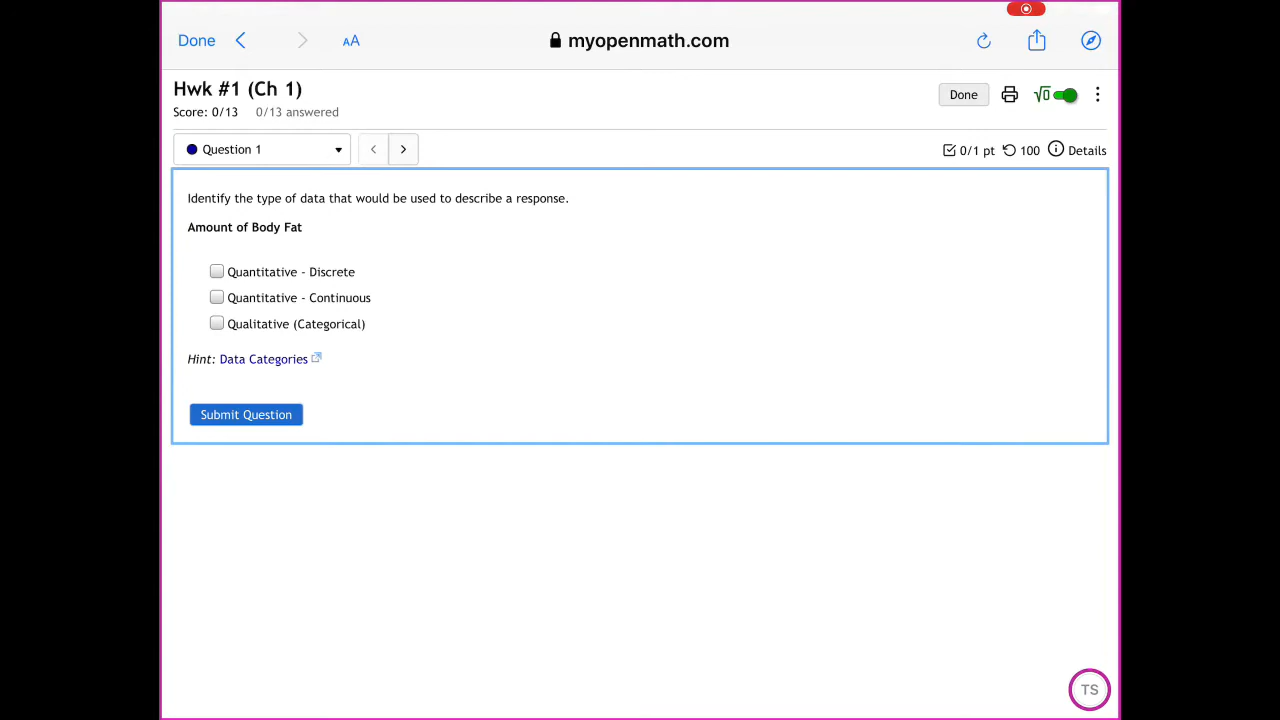 Done
AA
myopenmath.com
Hwk #1 (Ch 1)
Score: 0/13 0/13 answered
Done
√0
Question 1
< >
0/1 pt 100 Details
Identify the type of data that would be used to describe a response.
Amount of Body Fat
Quantitative - Discrete
Quantitative - Continuous
Qualitative (Categorical)
Hint: Data Categories
Submit Question
TS